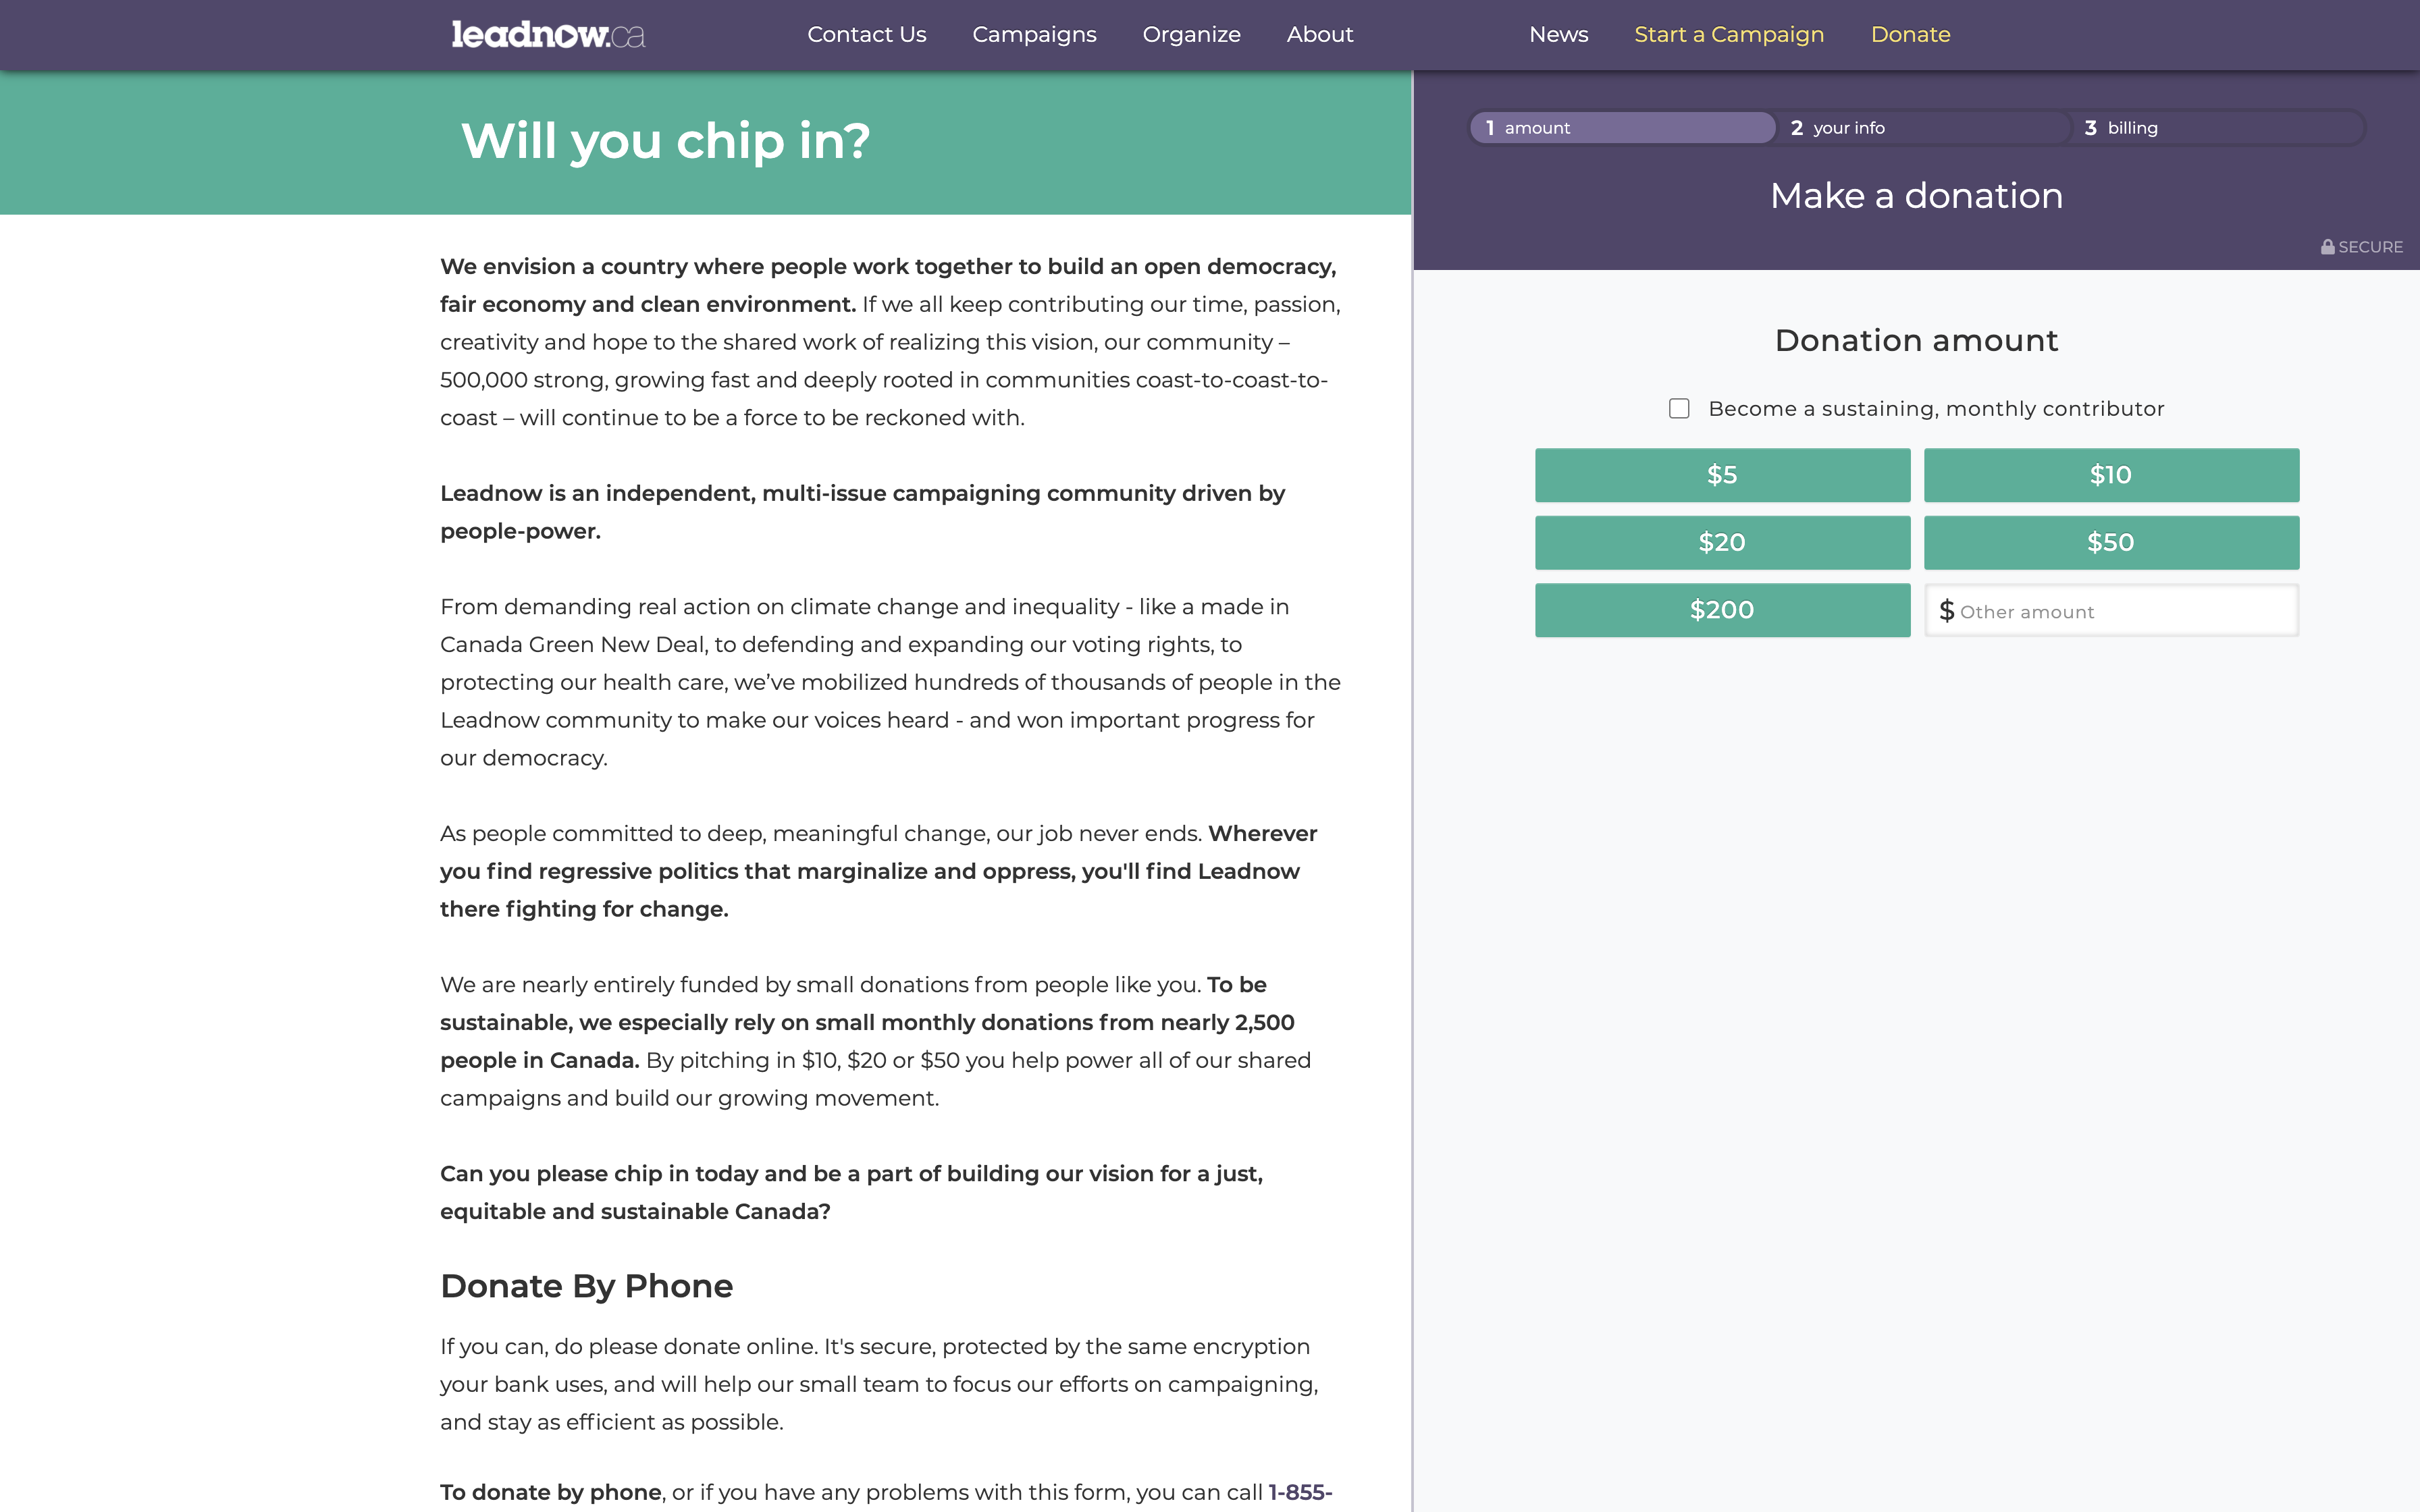 leadnow.ca
Contact Us
Campaigns
Organize
About
News
Start a Campaign
Donate
Will you chip in?
We envision a country where people work together to build an open democracy,
fair economy and clean environment. If we all keep contributing our time, passion,
creativity and hope to the shared work of realizing this vision, our community –
500,000 strong, growing fast and deeply rooted in communities coast-to-coast-to-
coast – will continue to be a force to be reckoned with.
Leadnow is an independent, multi-issue campaigning community driven by
people-power.
From demanding real action on climate change and inequality - like a made in
Canada Green New Deal, to defending and expanding our voting rights, to
protecting our health care, we’ve mobilized hundreds of thousands of people in the
Leadnow community to make our voices heard - and won important progress for
our democracy.
As people committed to deep, meaningful change, our job never ends. Wherever
you find regressive politics that marginalize and oppress, you'll find Leadnow
there fighting for change.
We are nearly entirely funded by small donations from people like you. To be
sustainable, we especially rely on small monthly donations from nearly 2,500
people in Canada. By pitching in $10, $20 or $50 you help power all of our shared
campaigns and build our growing movement.
Can you please chip in today and be a part of building our vision for a just,
equitable and sustainable Canada?
Donate By Phone
If you can, do please donate online. It's secure, protected by the same encryption
your bank uses, and will help our small team to focus our efforts on campaigning,
and stay as efficient as possible.
To donate by phone, or if you have any problems with this form, you can call 1-855-
1 amount
2 your info
3 billing
Make a donation
SECURE
Donation amount
Become a sustaining, monthly contributor
$5
$10
$20
$50
$200
$ Other amount